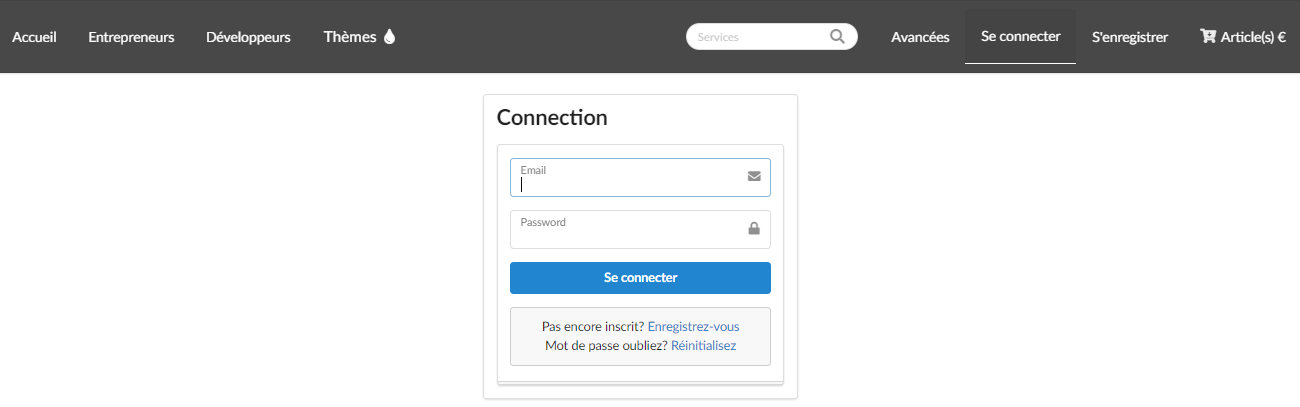 Accueil Entrepreneurs Développeurs Thèmes Services Avancées Se connecter S'enregistrer Article(s) €
Connection
Email
Password
Se connecter
Pas encore inscrit? Enregistrez-vous
Mot de passe oubliez? Réinitialisez